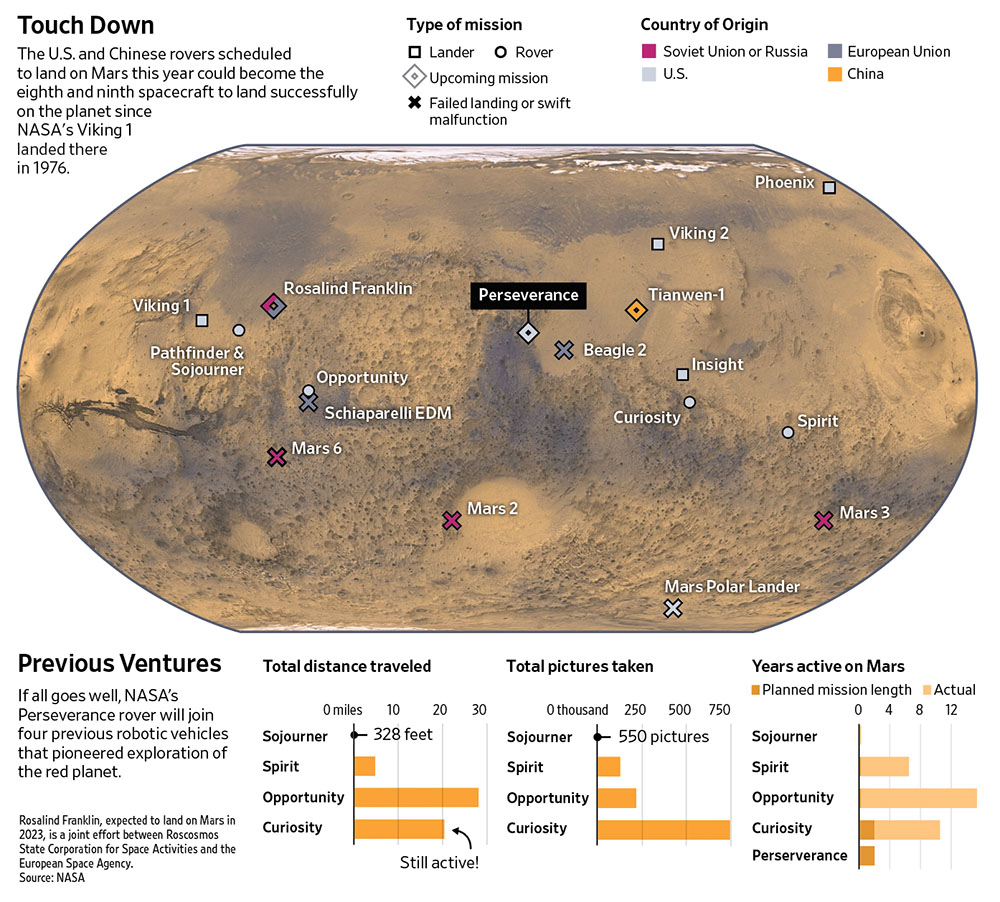 Touch Down
The U.S. and Chinese rovers scheduled
to land on Mars this year could become the
eighth and ninth spacecraft to land successfully
on the planet since
NASA's Viking 1
landed there
in 1976.
Type of mission
Lander
Rover
Upcoming mission
Failed landing or swift
malfunction
Country of Origin
Soviet Union or Russia
European Union
U.S.
China
Phoenix
Viking 2
Rosalind Franklin
Perseverance
Tianwen-1
Viking 1
Pathfinder &
Sojourner
Beagle 2
Insight
Opportunity
Schiaparelli EDM
Curiosity
Spirit
Mars 6
Mars 2
Mars 3
Mars Polar Lander
Previous Ventures
If all goes well, NASA's
Perseverance rover will join
four previous robotic vehicles
that pioneered exploration of
the red planet.
Rosalind Franklin, expected to land on Mars in
2023, is a joint effort between Roscosmos
State Corporation for Space Activities and the
European Space Agency.
Source: NASA
Total distance traveled
0 miles 10 20 30
Sojourner 328 feet
Spirit
Opportunity
Curiosity
Still active!
Total pictures taken
0 thousand 250 500 750
Sojourner 550 pictures
Spirit
Opportunity
Curiosity
Years active on Mars
Planned mission length Actual
0 4 8 12
Sojourner
Spirit
Opportunity
Curiosity
Perserverance